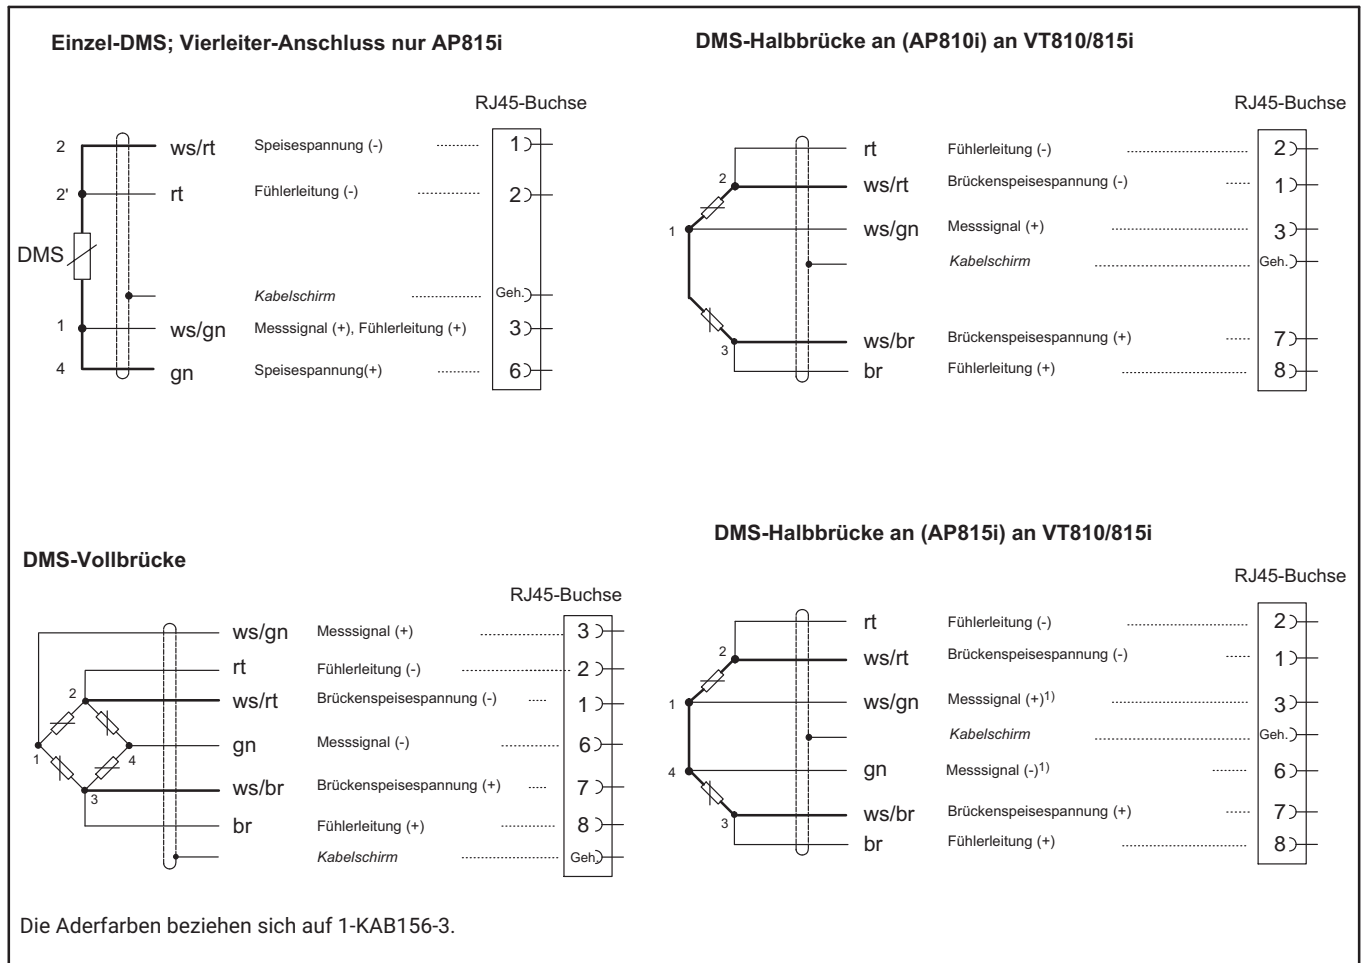 Einzel-DMS; Vierleiter-Anschluss nur AP815i
RJ45-Buchse
2 ws/rt Speisespannung (-) 1
2' rt Fühlerleitung (-) 2
DMS
Kabelschirm Geh.
1 ws/gn Messsignal (+), Fühlerleitung (+) 3
4 gn Speisespannung(+) 6
DMS-Halbbrücke an (AP810i) an VT810/815i
RJ45-Buchse
rt Fühlerleitung (-) 2
2 ws/rt Brückenspeisespannung (-) 1
1 ws/gn Messsignal (+) 3
Kabelschirm Geh.
3 ws/br Brückenspeisespannung (+) 7
br Fühlerleitung (+) 8
DMS-Vollbrücke
RJ45-Buchse
ws/gn Messsignal (+) 3
rt Fühlerleitung (-) 2
2 ws/rt Brückenspeisespannung (-) 1
1 4 gn Messsignal (-) 6
3 ws/br Brückenspeisespannung (+) 7
br Fühlerleitung (+) 8
Kabelschirm Geh.
DMS-Halbbrücke an (AP815i) an VT810/815i
RJ45-Buchse
rt Fühlerleitung (-) 2
2 ws/rt Brückenspeisespannung (-) 1
1 ws/gn Messsignal (+)1) 3
Kabelschirm Geh.
4 gn Messsignal (-)1) 6
3 ws/br Brückenspeisespannung (+) 7
br Fühlerleitung (+) 8
Die Aderfarben beziehen sich auf 1-KAB156-3.